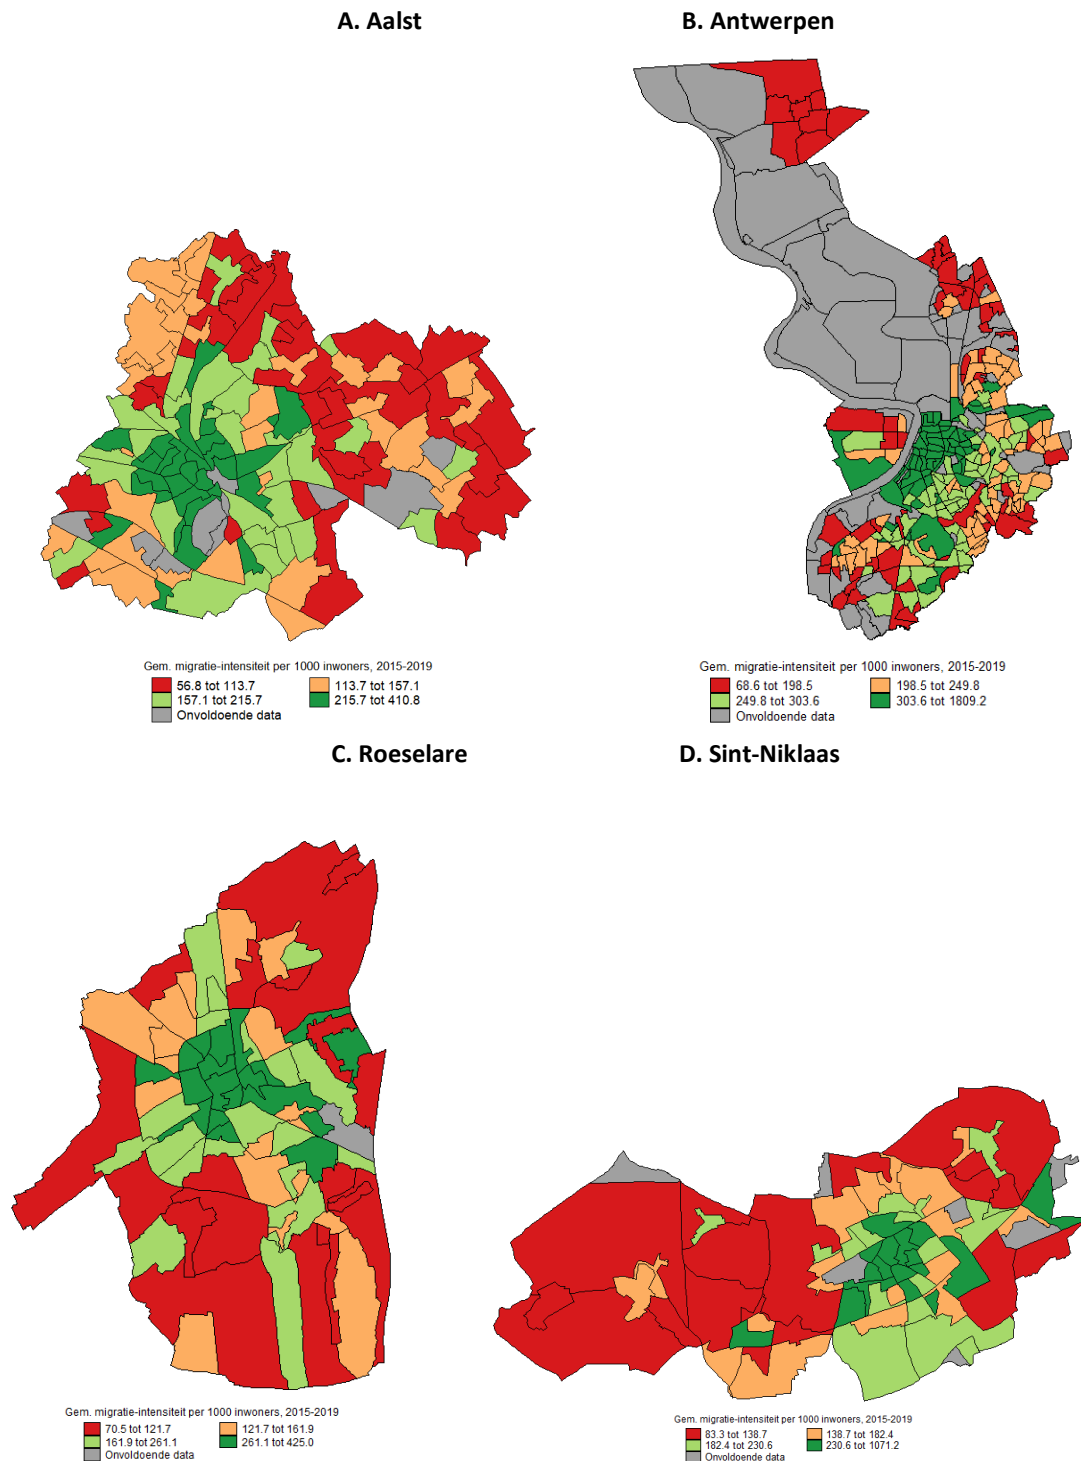 A. Aalst
B. Antwerpen
Gem. migratie-intensiteit per 1000 inwoners, 2015-2019
56.8 tot 113.7
113.7 tot 157.1
157.1 tot 215.7
215.7 tot 410.8
Onvoldoende data
Gem. migratie-intensiteit per 1000 inwoners, 2015-2019
68.6 tot 198.5
198.5 tot 249.8
249.8 tot 303.6
303.6 tot 1809.2
Onvoldoende data
C. Roeselare
D. Sint-Niklaas
Gem. migratie-intensiteit per 1000 inwoners, 2015-2019
70.5 tot 121.7
121.7 tot 161.9
161.9 tot 261.1
261.1 tot 425.0
Onvoldoende data
Gem. migratie-intensiteit per 1000 inwoners, 2015-2019
83.3 tot 138.7
138.7 tot 182.4
182.4 tot 230.6
230.6 tot 1071.2
Onvoldoende data